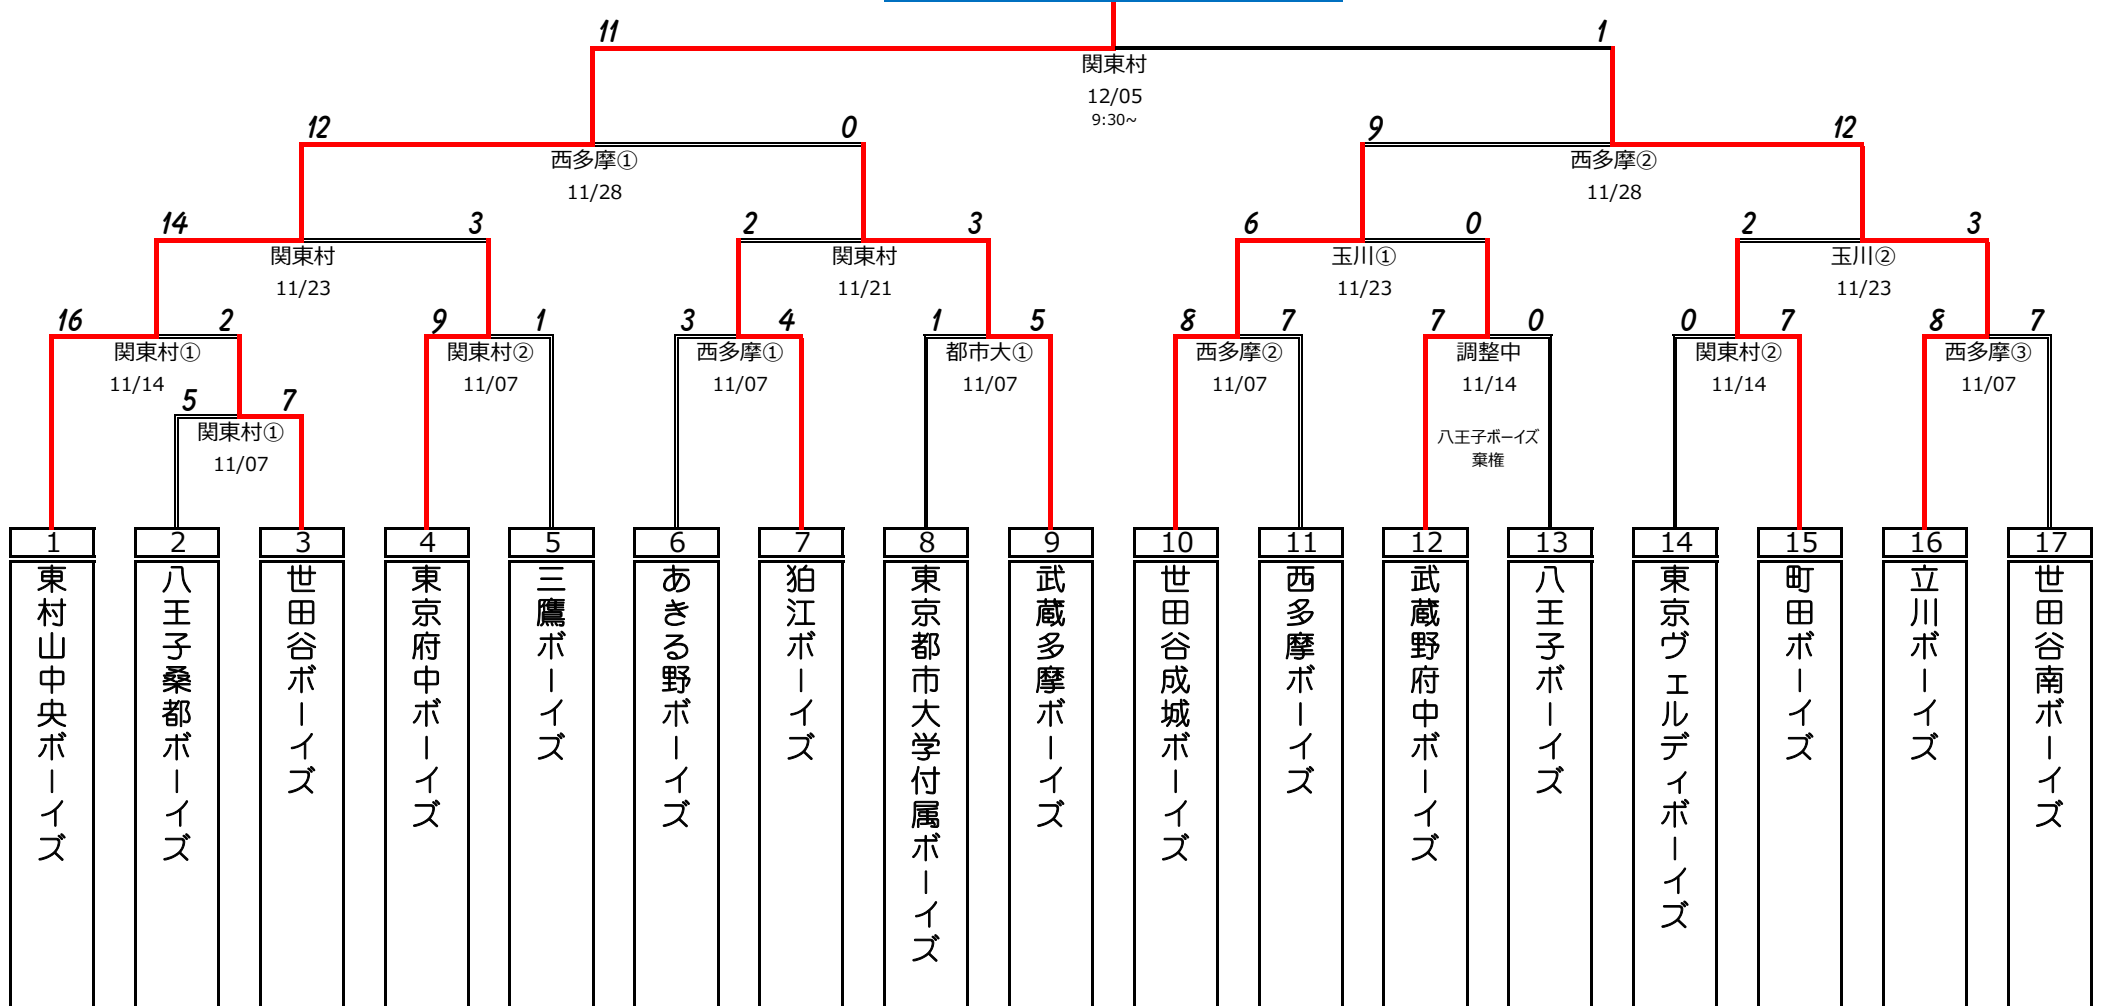 11 1
関東村
12/05
9:30~
12 0 9 12
西多摩① 西多摩②
11/28 11/28
14 3 2 3 6 0 2 3
関東村 関東村 玉川① 玉川②
11/23 11/21 11/23 11/23
16 2 9 1 3 4 1 5 8 7 7 0 0 7 8 7
関東村① 関東村② 西多摩① 都市大① 西多摩② 調整中 関東村② 西多摩③
11/14 11/07 11/07 11/07 11/07 11/14 11/14 11/07
5 7
関東村①
11/07
八王子ボーイズ
棄権
1 2 3 4 5 6 7 8 9 10 11 12 13 14 15 16 17
東村山中央ボーイズ
八王子桑都ボーイズ
世田谷ボーイズ
東京府中ボーイズ
三鷹ボーイズ
あきる野ボーイズ
狛江ボーイズ
東京都市大学付属ボーイズ
武蔵多摩ボーイズ
世田谷成城ボーイズ
西多摩ボーイズ
武蔵野府中ボーイズ
八王子ボーイズ
東京ヴェルディボーイズ
町田ボーイズ
立川ボーイズ
世田谷南ボーイズ